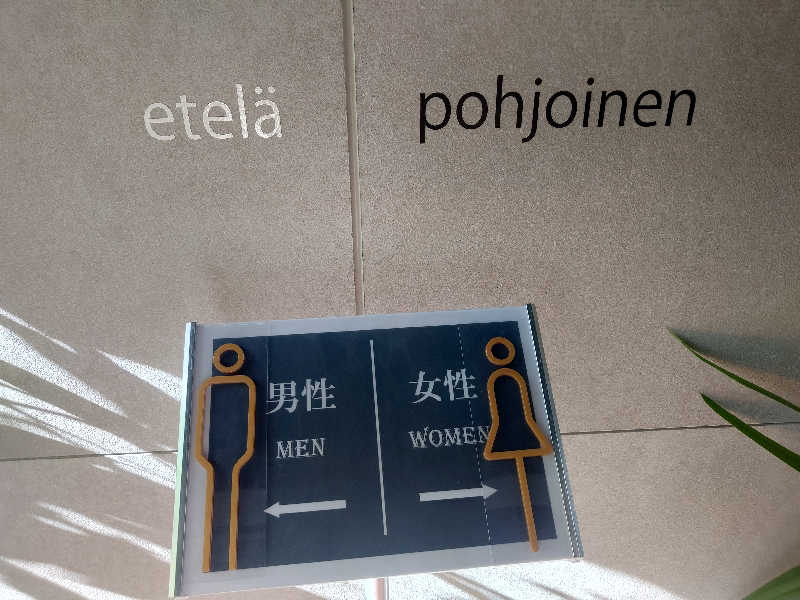 etelä
pohjoinen
男性
MEN
女性
WOMEN